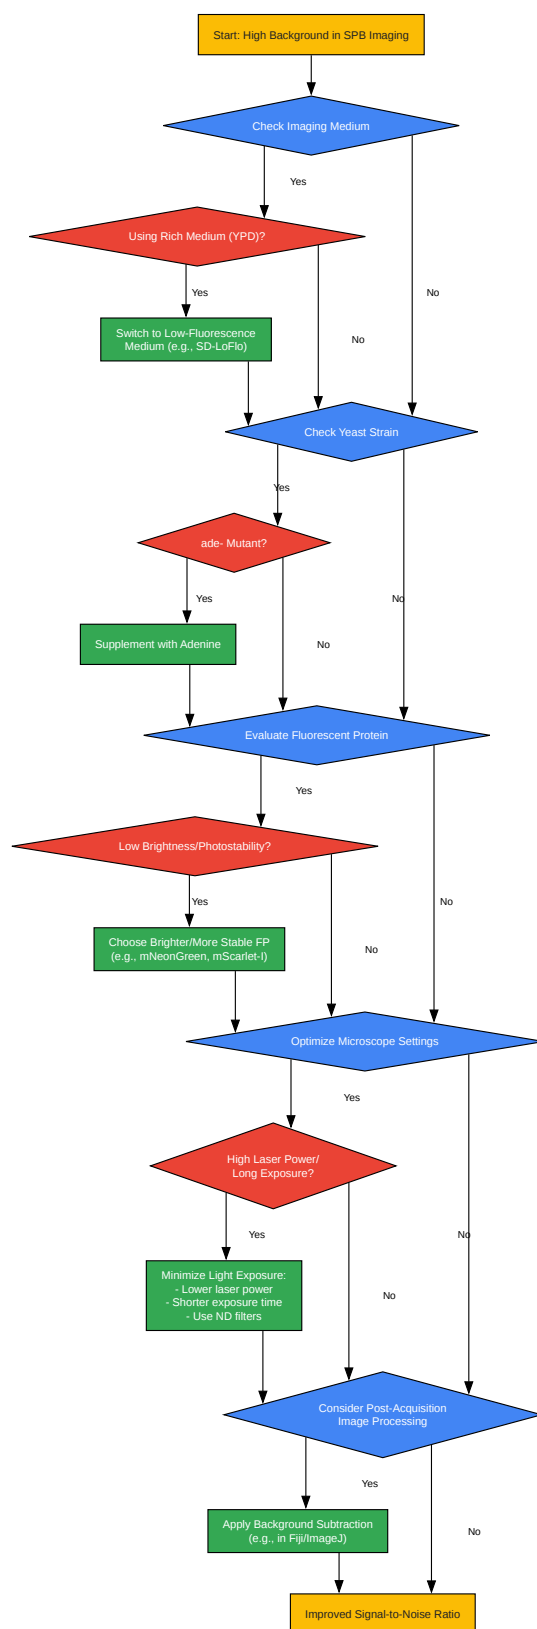 Start: High Background in SPB Imaging
Check Imaging Medium
Yes
Using Rich Medium (YPD)?
Yes
No
Switch to Low-Fluorescence
Medium (e.g., SD-LoFlo)
No
Check Yeast Strain
Yes
ade- Mutant?
Yes
No
Supplement with Adenine
No
Evaluate Fluorescent Protein
Yes
Low Brightness/Photostability?
Yes
No
Choose Brighter/More Stable FP
(e.g., mNeonGreen, mScarlet-I)
No
Optimize Microscope Settings
Yes
High Laser Power/
Long Exposure?
Yes
No
Minimize Light Exposure:
- Lower laser power
- Shorter exposure time
- Use ND filters
No
Consider Post-Acquisition
Image Processing
Yes
Apply Background Subtraction
(e.g., in Fiji/ImageJ)
No
Improved Signal-to-Noise Ratio